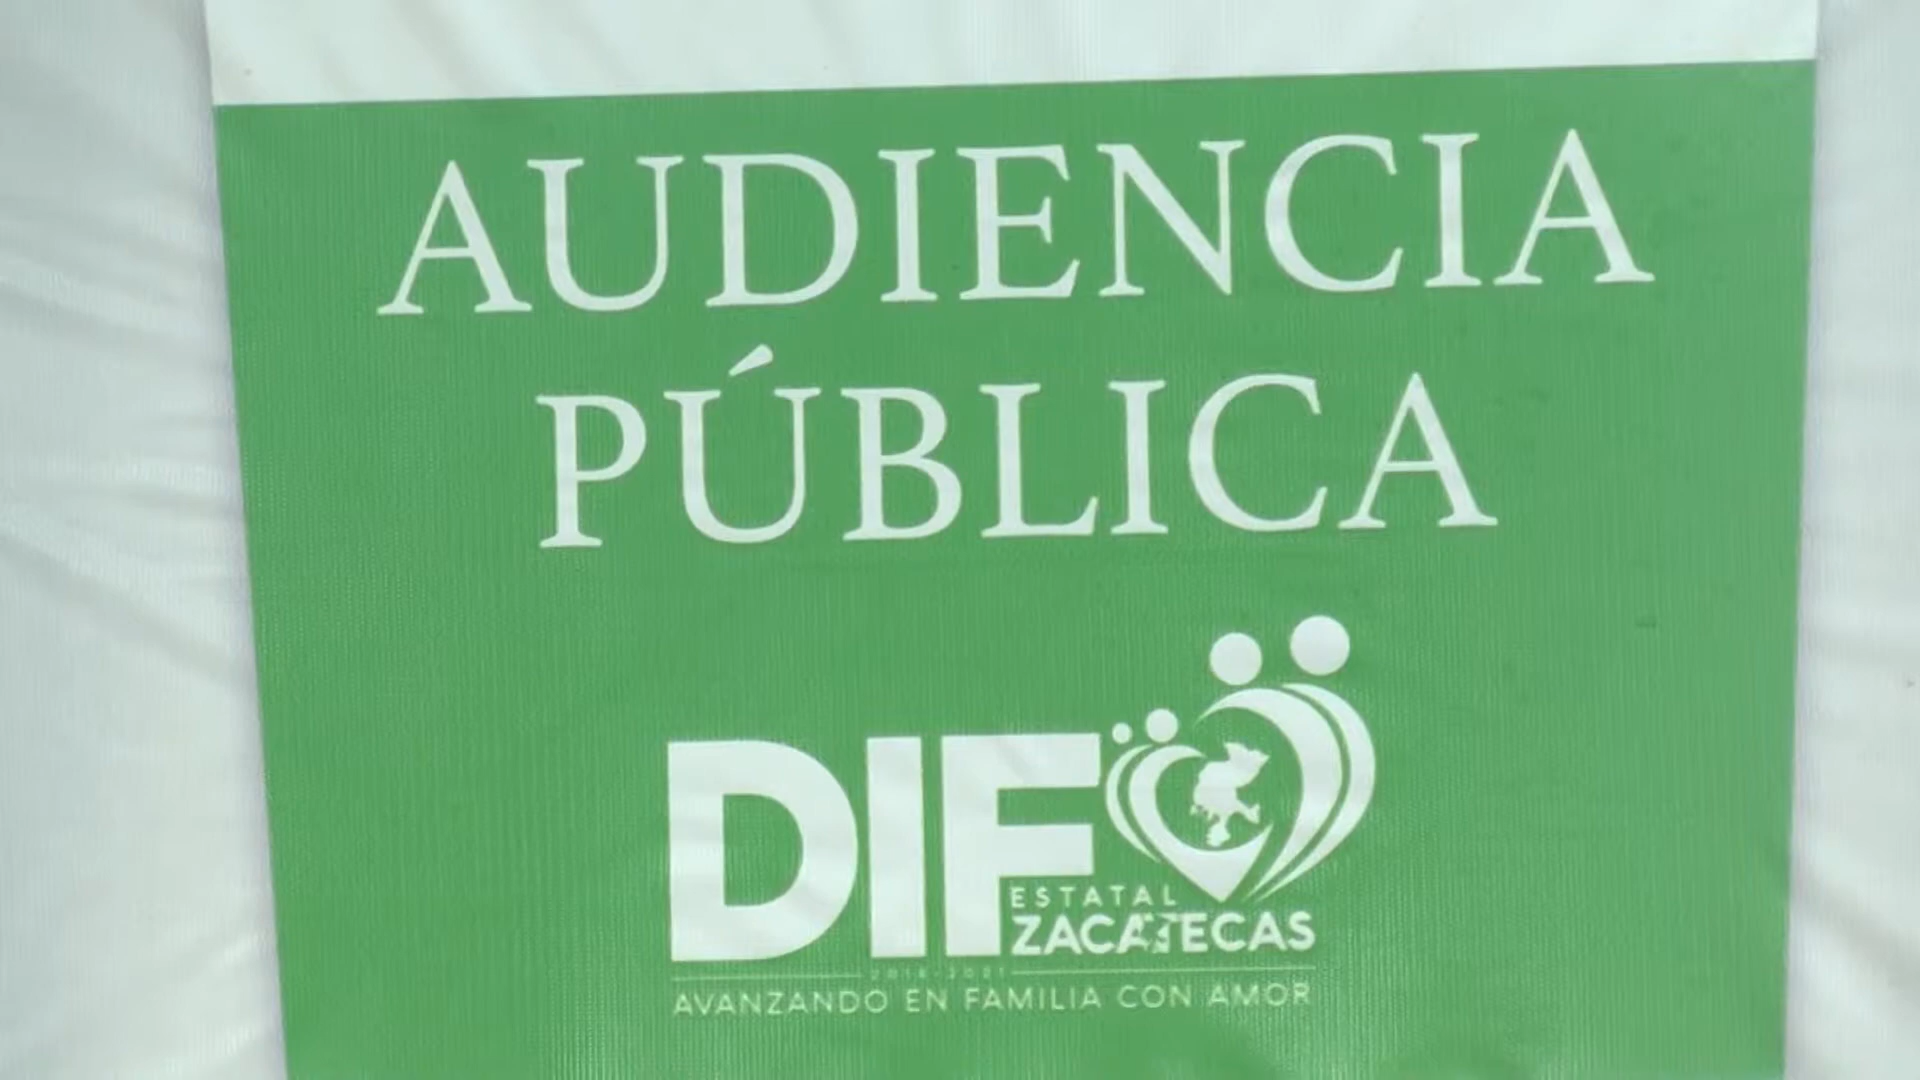 AUDIENCIA
PÚBLICA
DIF
ESTATAL
ZACATECAS
AVANZANDO EN FAMILIA CON AMOR